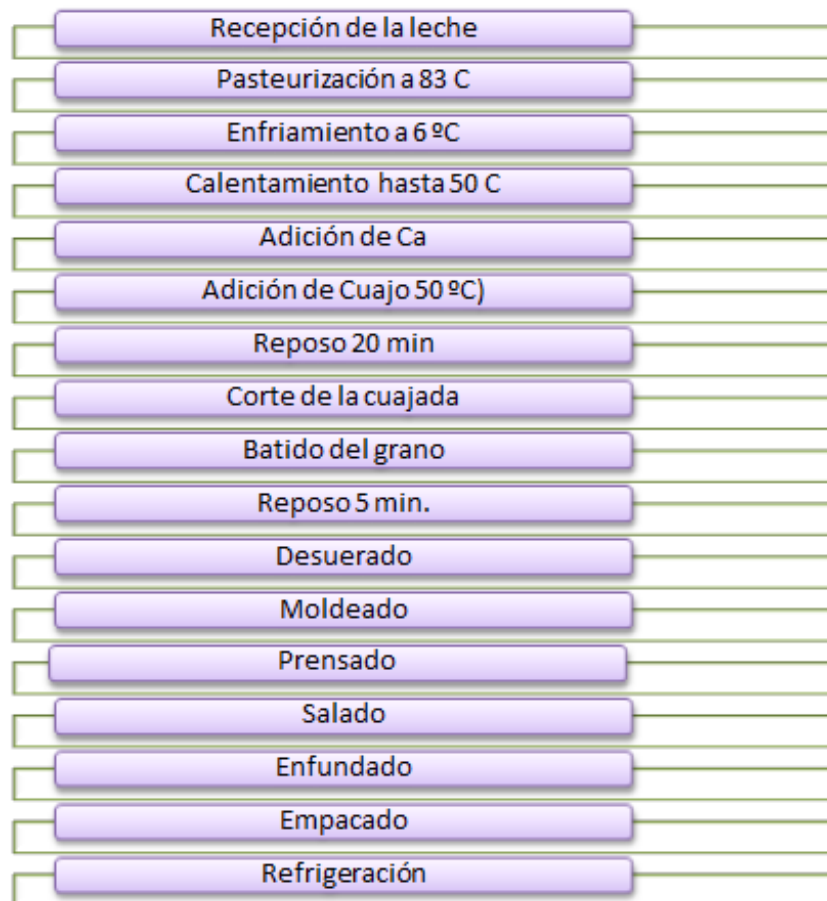 Recepción de la leche
Pasteurización a 83 C
Enfriamiento a 6 ºC
Calentamiento hasta 50 C
Adición de Ca
Adición de Cuajo 50 ºC)
Reposo 20 min
Corte de la cuajada
Batido del grano
Reposo 5 min.
Desuerado
Moldeado
Prensado
Salado
Enfundado
Empacado
Refrigeración